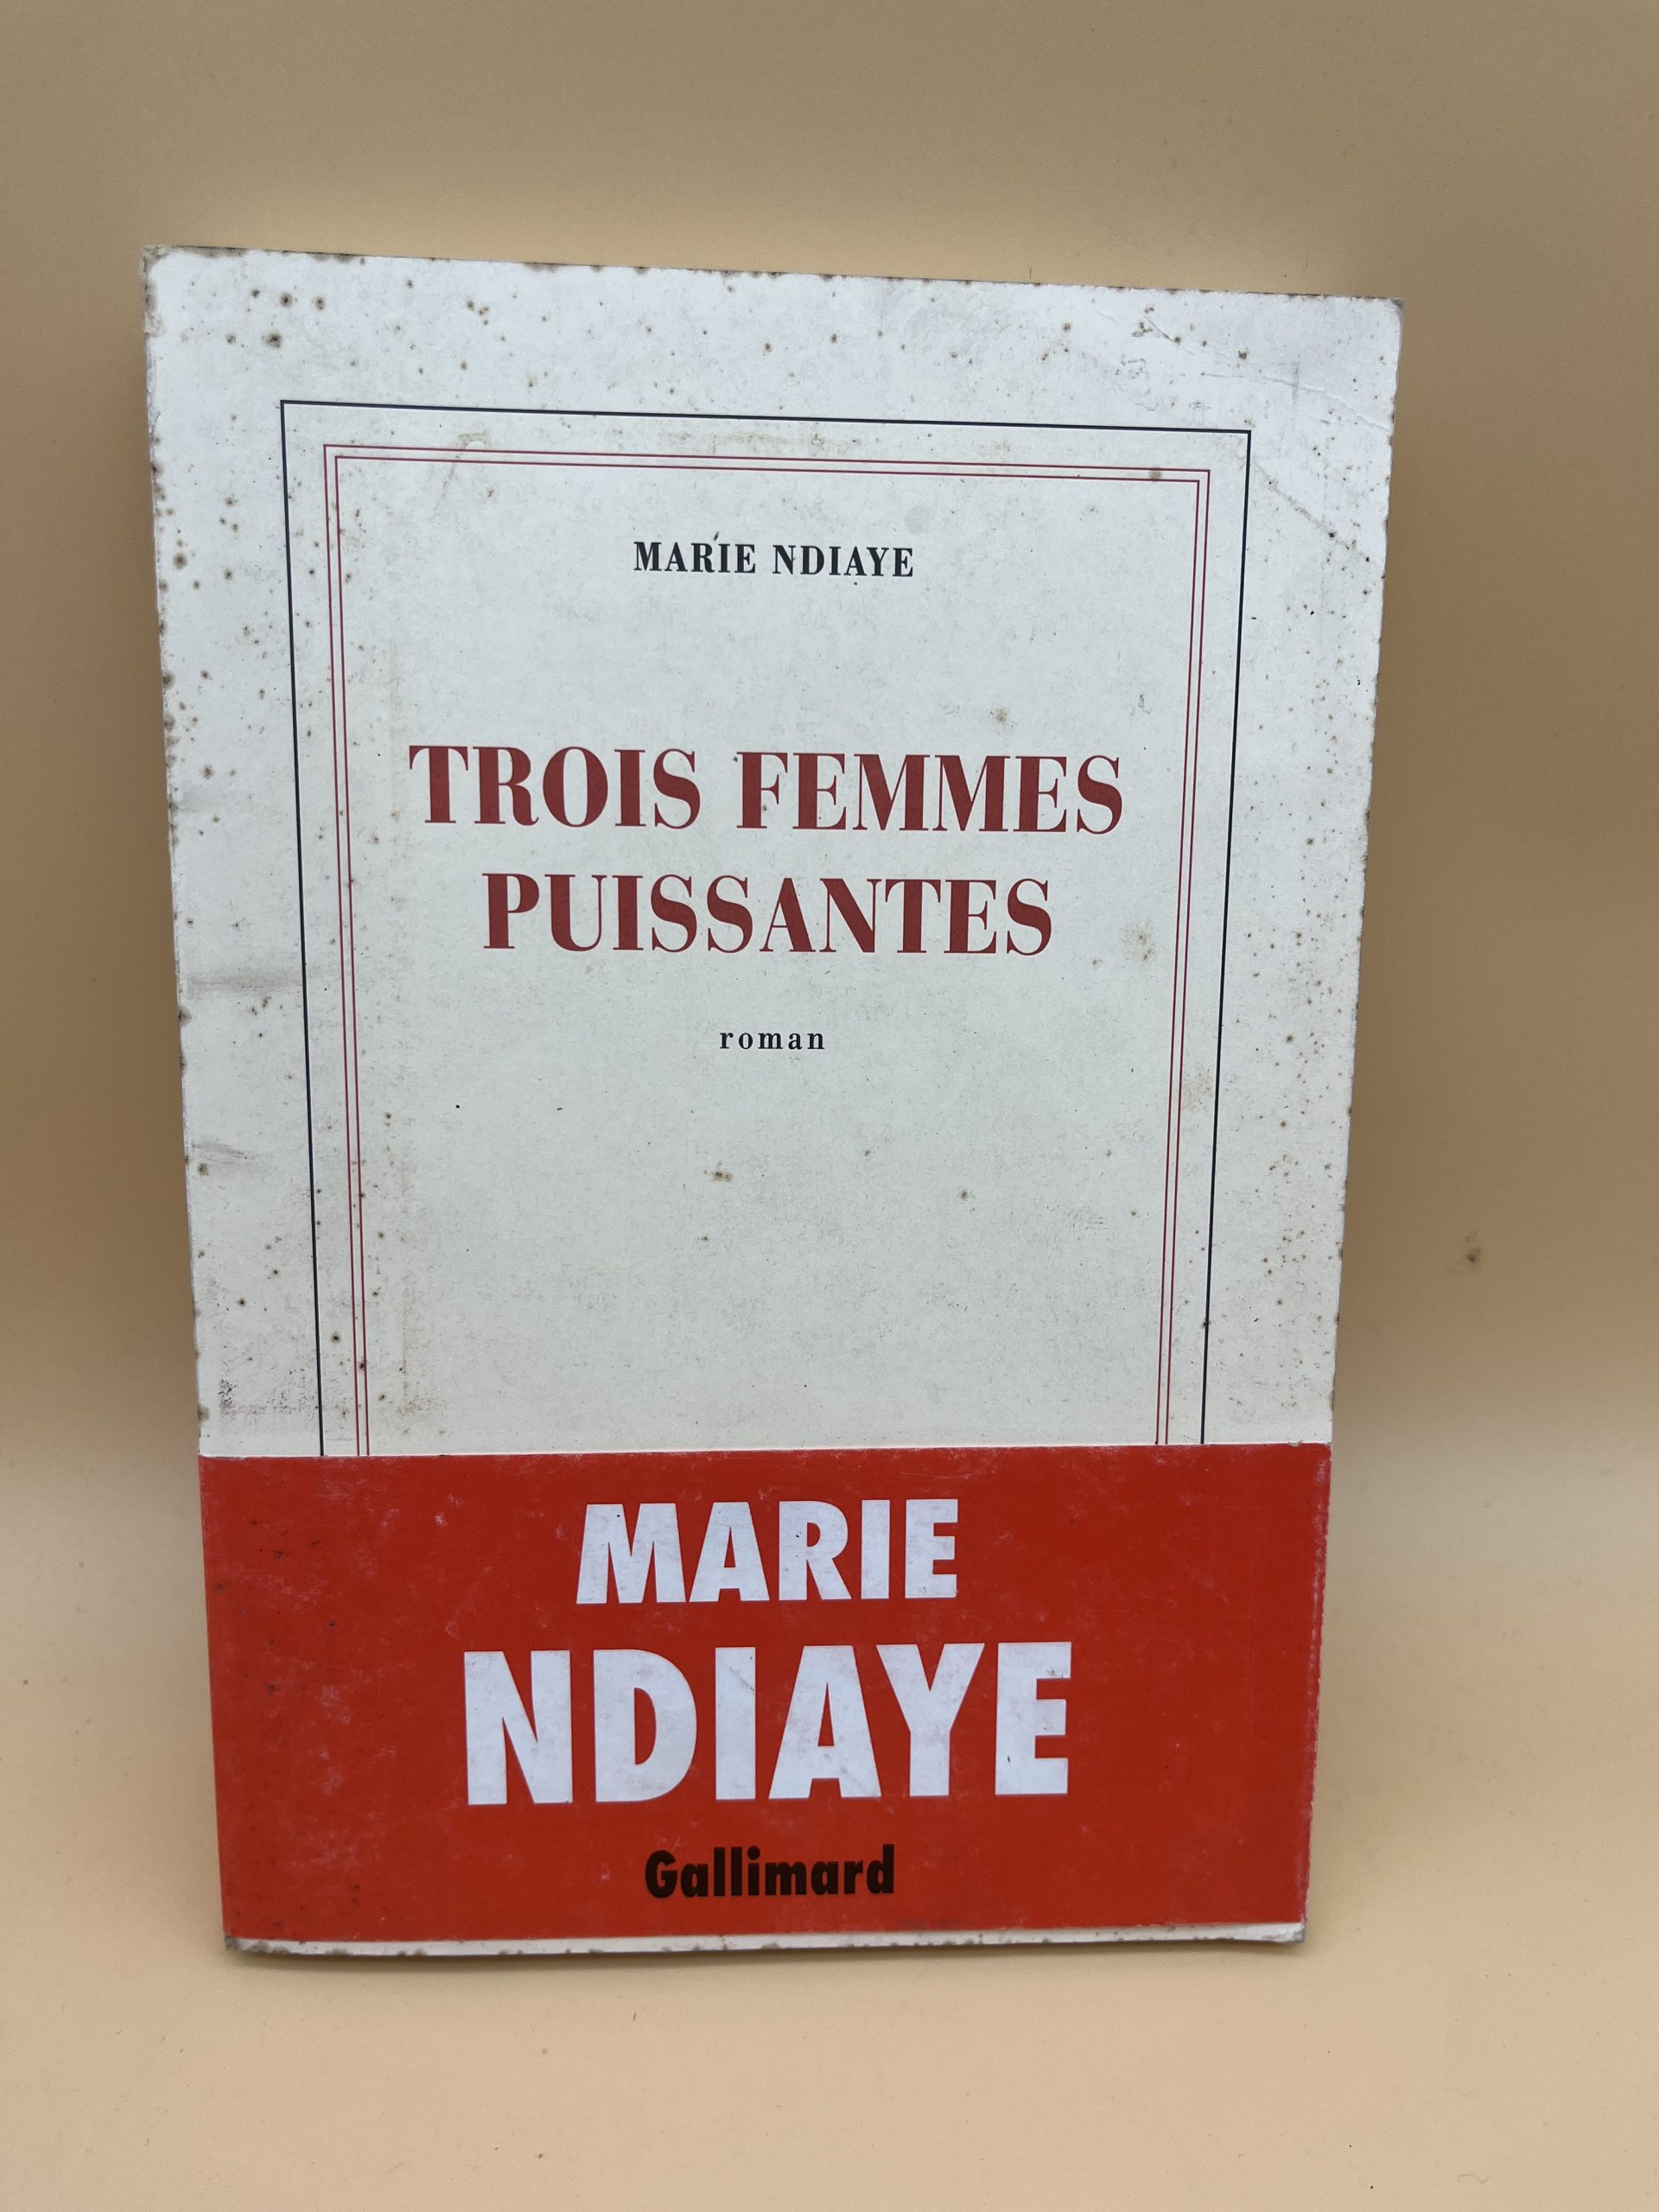 MARIE NDIAYE
TROIS FEMMES
PUISSANTES
roman
MARIE
NDIAYE
Gallimard